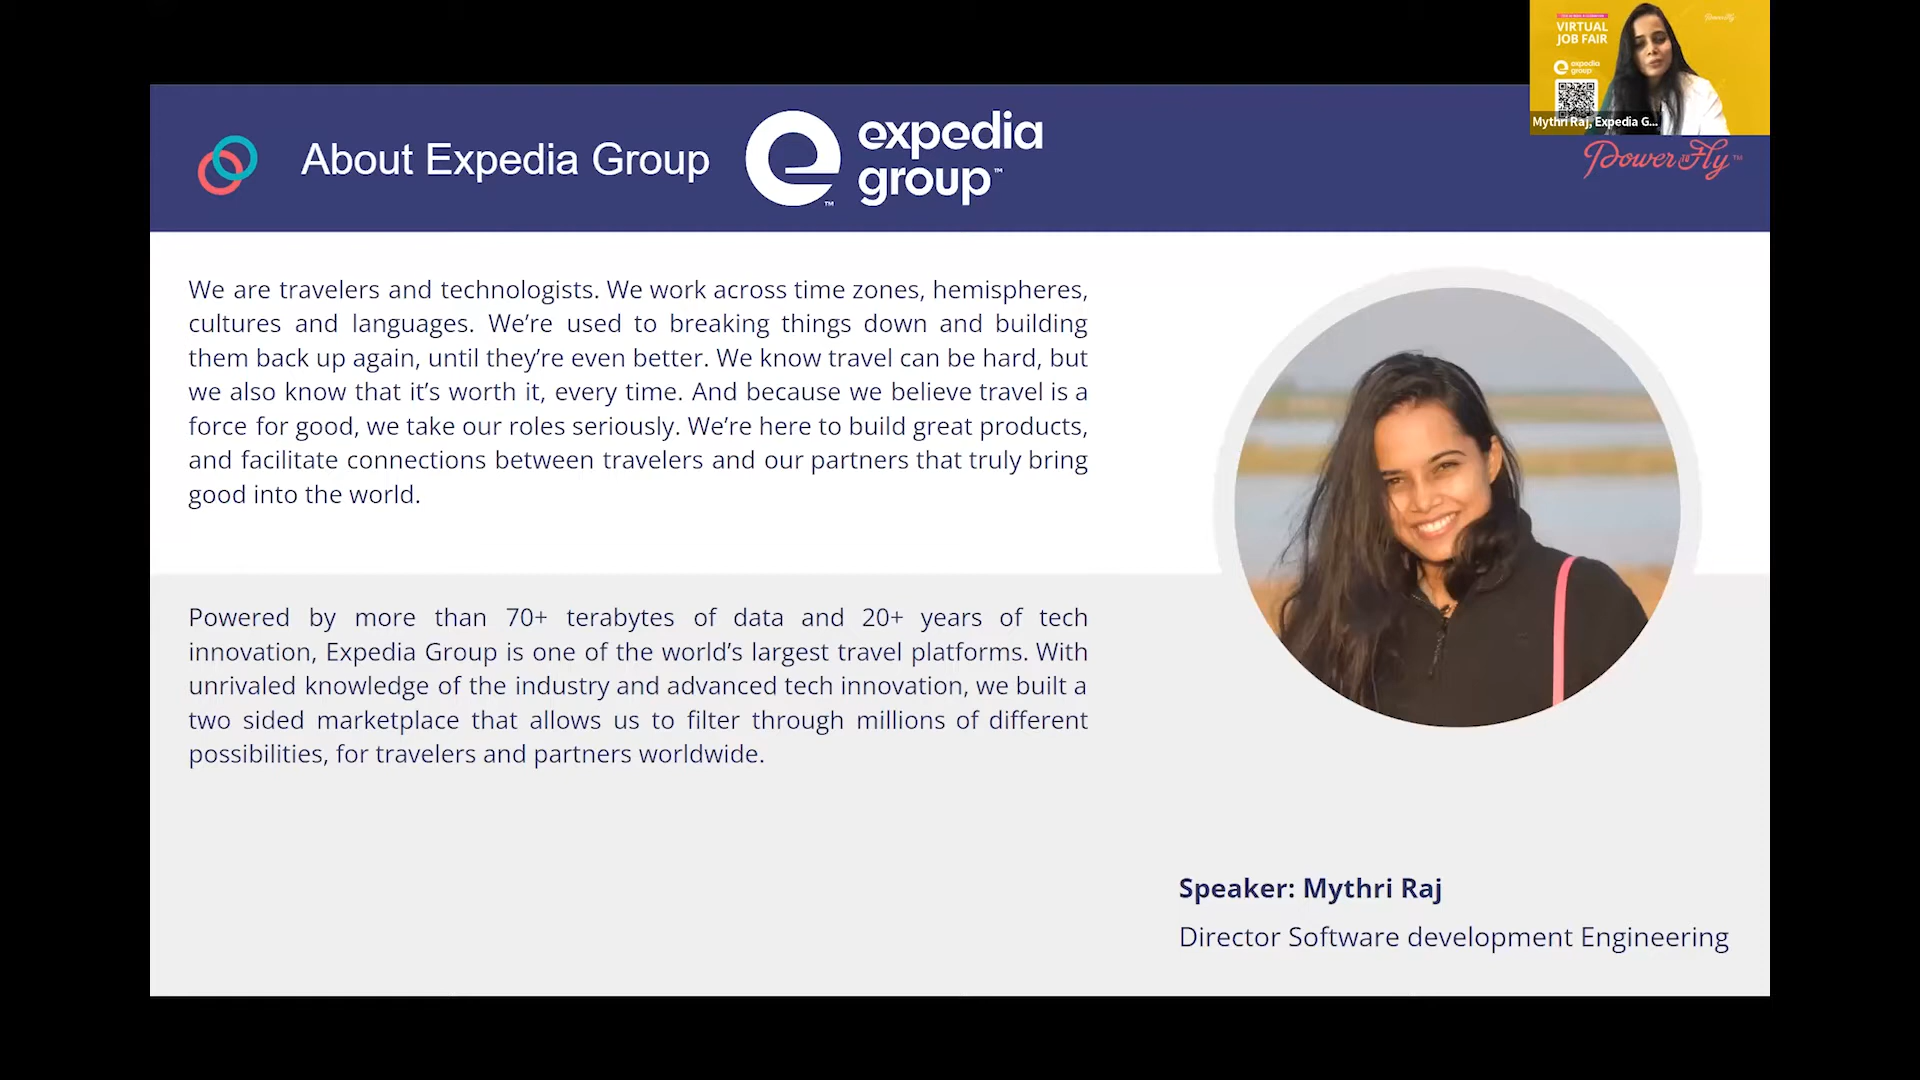 VIRTUAL
JOB FAIR
expedia
group
Mythri Raj, Expedia G...
About Expedia Group
expedia
group™
PowerToFly™
We are travelers and technologists. We work across time zones, hemispheres,
cultures and languages. We’re used to breaking things down and building
them back up again, until they’re even better. We know travel can be hard, but
we also know that it’s worth it, every time. And because we believe travel is a
force for good, we take our roles seriously. We’re here to build great products,
and facilitate connections between travelers and our partners that truly bring
good into the world.
Powered by more than 70+ terabytes of data and 20+ years of tech
innovation, Expedia Group is one of the world’s largest travel platforms. With
unrivaled knowledge of the industry and advanced tech innovation, we built a
two sided marketplace that allows us to filter through millions of different
possibilities, for travelers and partners worldwide.
Speaker: Mythri Raj
Director Software development Engineering